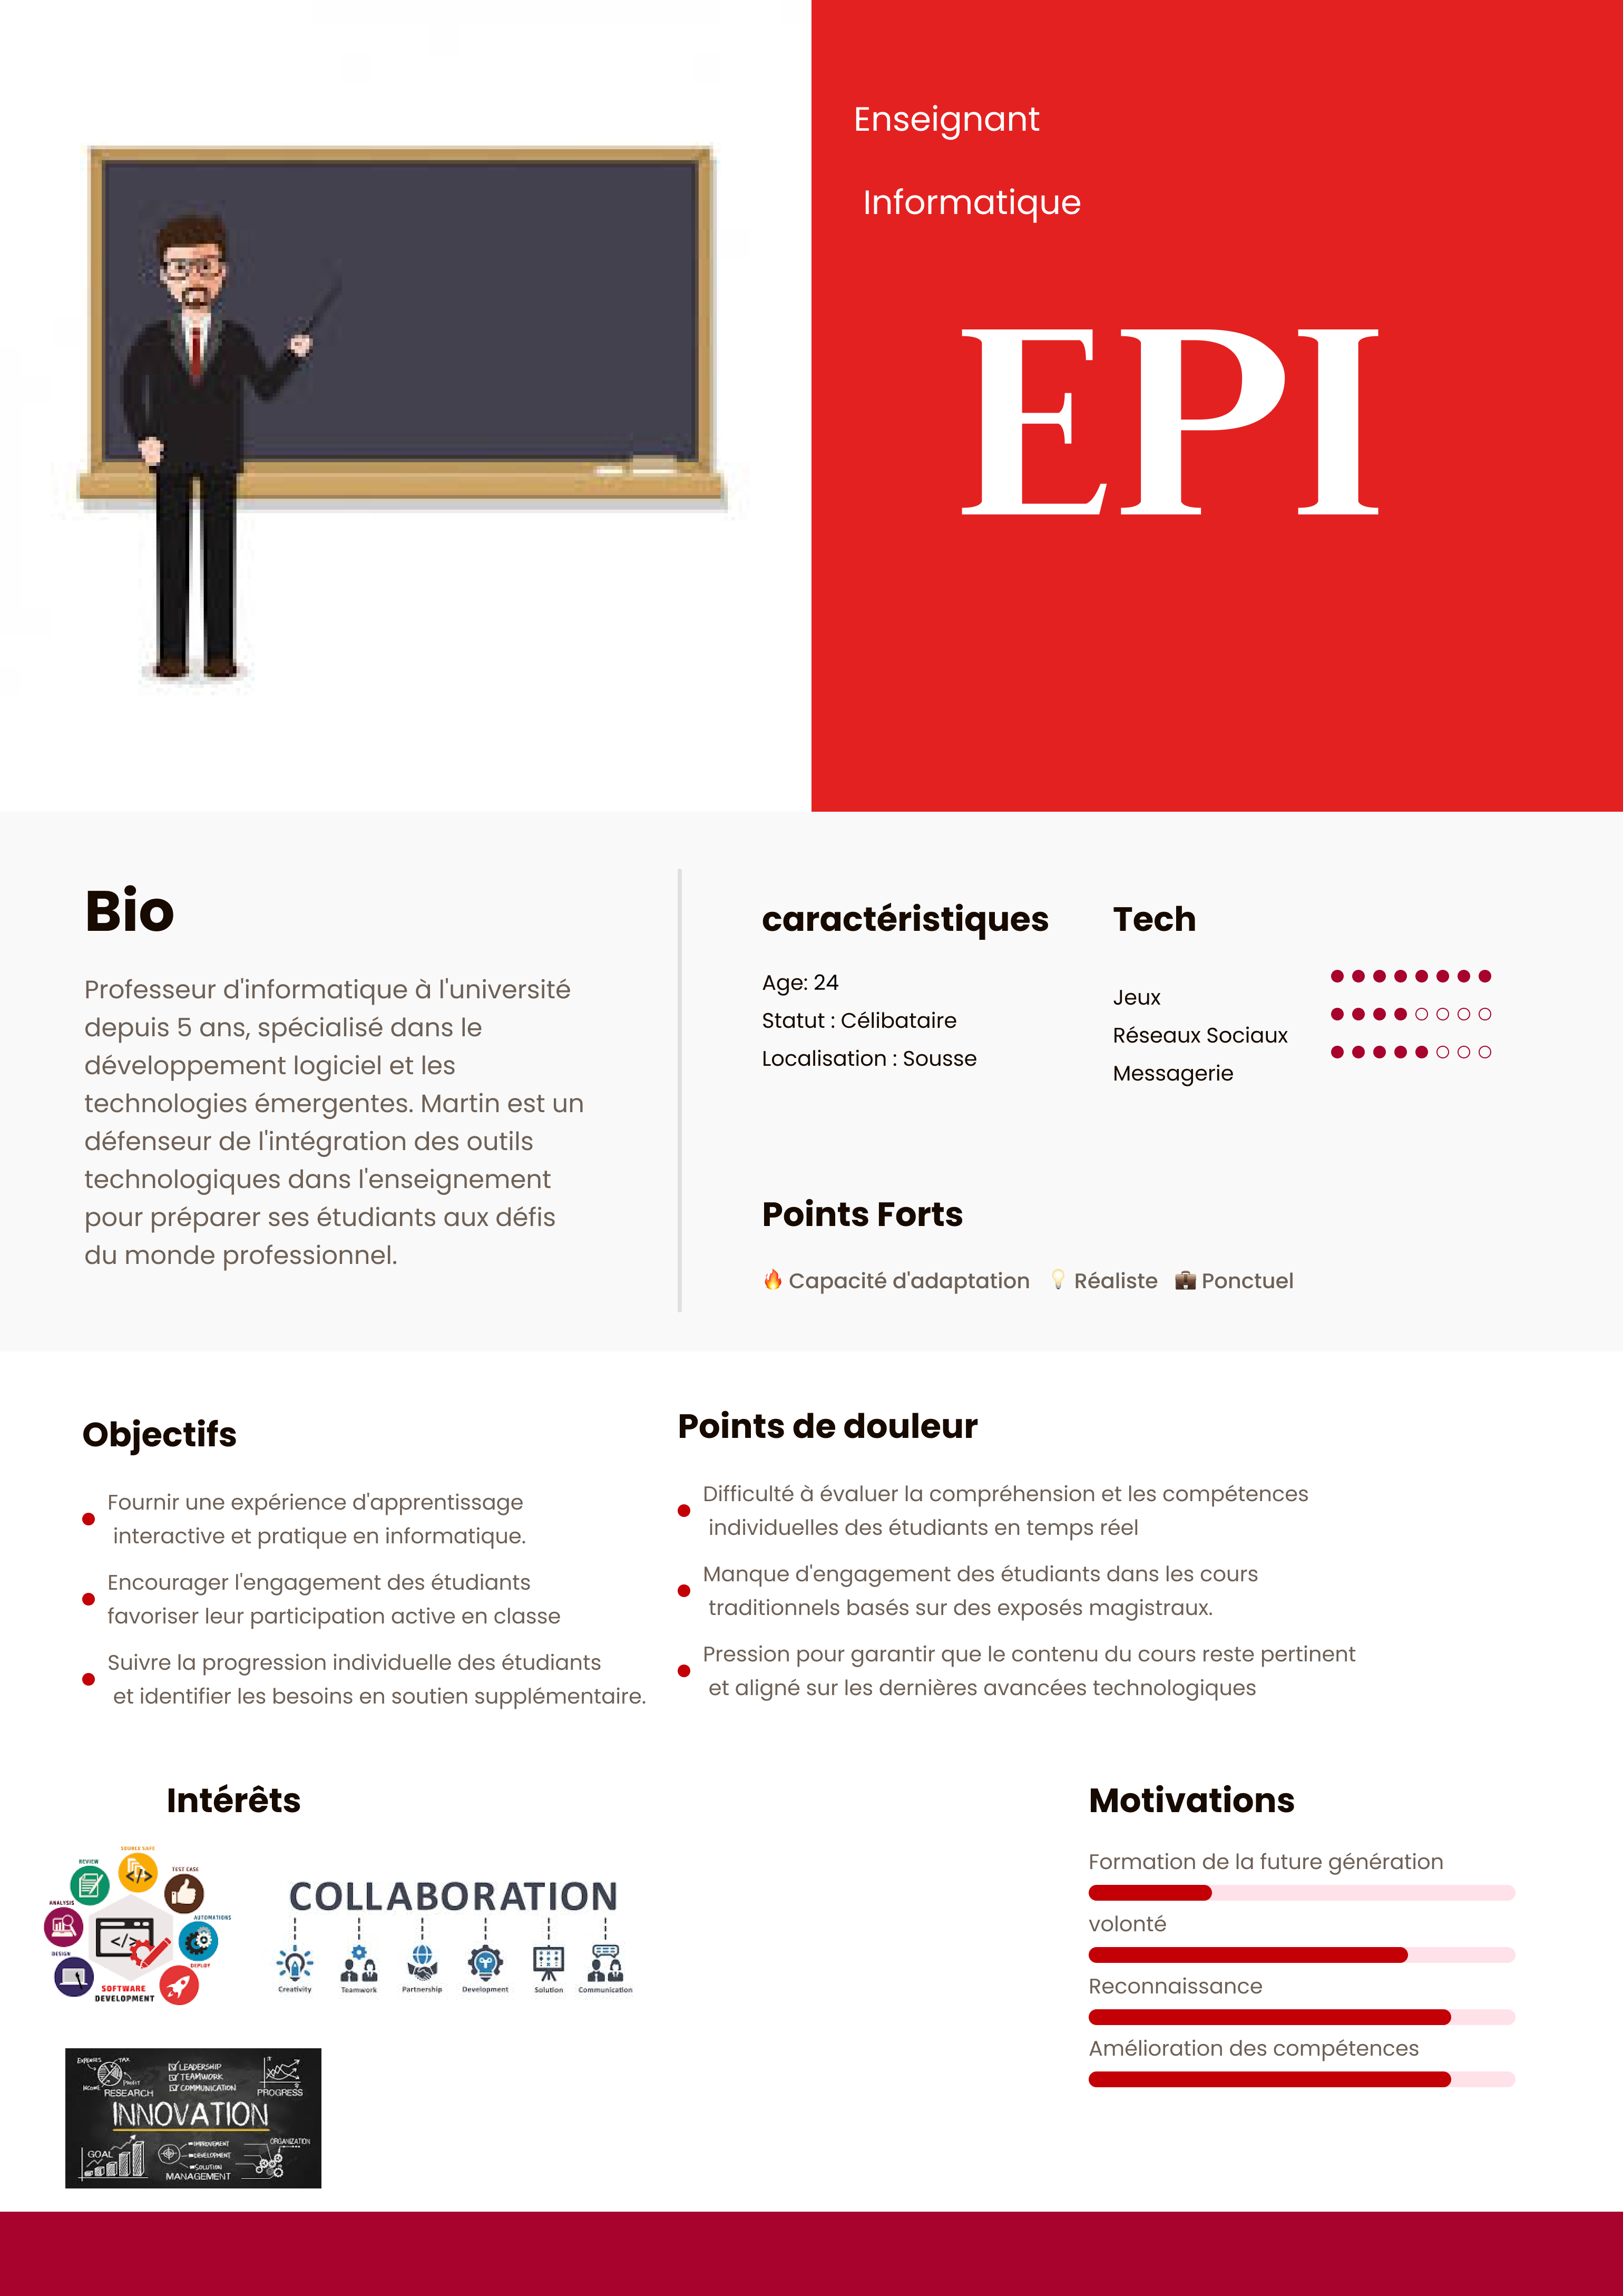 Enseignant
Informatique
EPI
Bio
Professeur d'informatique à l'université
depuis 5 ans, spécialisé dans le
développement logiciel et les
technologies émergentes. Martin est un
défenseur de l'intégration des outils
technologiques dans l'enseignement
pour préparer ses étudiants aux défis
du monde professionnel.
caractéristiques
Age: 24
Statut : Célibataire
Localisation : Sousse
Tech
Jeux
Réseaux Sociaux
Messagerie
Points Forts
Capacité d'adaptation Réaliste Ponctuel
Objectifs
Fournir une expérience d'apprentissage
interactive et pratique en informatique.
Encourager l'engagement des étudiants
favoriser leur participation active en classe
Suivre la progression individuelle des étudiants
et identifier les besoins en soutien supplémentaire.
Points de douleur
Difficulté à évaluer la compréhension et les compétences
individuelles des étudiants en temps réel
Manque d'engagement des étudiants dans les cours
traditionnels basés sur des exposés magistraux.
Pression pour garantir que le contenu du cours reste pertinent
et aligné sur les dernières avancées technologiques
Intérêts
SOURCE SAFE
REVIEW
TEST CASE
ANALYSIS
AUTOMATIONS
DESIGN
DEPLOY
SOFTWARE
DEVELOPMENT
COLLABORATION
Creativity Teamwork Partnership Development Solution Communication
EXPENSES TAX
INCOME PROFIT
RESEARCH
LEADERSHIP
TEAMWORK
COMMUNICATION
PROGRESS
INNOVATION
GOAL
IMPROVEMENT
DEVELOPMENT
SOLUTION
MANAGEMENT
ORGANIZATION
Motivations
Formation de la future génération
volonté
Reconnaissance
Amélioration des compétences